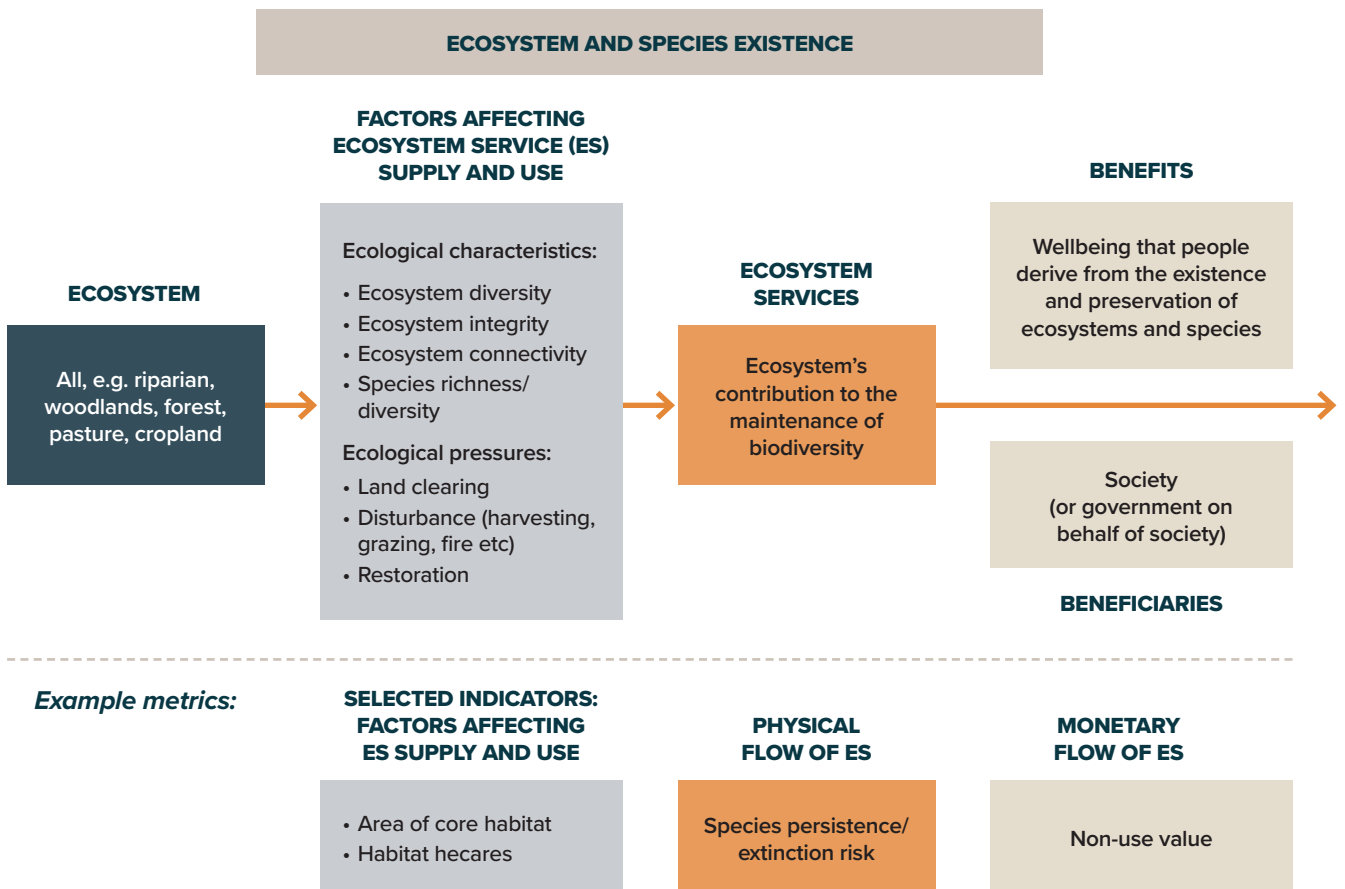 ECOSYSTEM AND SPECIES EXISTENCE
ECOSYSTEM
All, e.g. riparian,
woodlands, forest,
pasture, cropland
FACTORS AFFECTING
ECOSYSTEM SERVICE (ES)
SUPPLY AND USE
Ecological characteristics:
• Ecosystem diversity
• Ecosystem integrity
• Ecosystem connectivity
• Species richness/
diversity
Ecological pressures:
• Land clearing
• Disturbance (harvesting,
grazing, fire etc)
• Restoration
ECOSYSTEM
SERVICES
Ecosystem’s
contribution to the
maintenance of
biodiversity
BENEFITS
Wellbeing that people
derive from the existence
and preservation of
ecosystems and species
Society
(or government on
behalf of society)
BENEFICIARIES
Example metrics:
SELECTED INDICATORS:
FACTORS AFFECTING
ES SUPPLY AND USE
• Area of core habitat
• Habitat hecares
PHYSICAL
FLOW OF ES
Species persistence/
extinction risk
MONETARY
FLOW OF ES
Non-use value